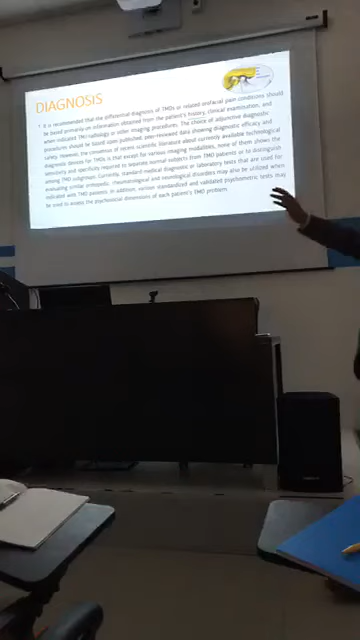 DIAGNOSIS
• It is recommended that the differential diagnosis of TMDs or related orofacial pain conditions should
be based primarily on information obtained from the patient's history, clinical examination, and
when indicated TMJ radiology or other imaging procedures. The choice of adjunctive diagnostic
procedures should be based upon published, peer-reviewed data showing diagnostic efficacy and
safety. However, the consensus of recent scientific literature about currently available technological
diagnostic devices for TMDs is that except for various imaging modalities, none of them shows the
sensitivity and specificity required to separate normal subjects from TMD patients or to distinguish
among TMD subgroups. Currently, standard medical diagnostic or laboratory tests that are used for
evaluating similar orthopedic, rheumatological and neurological disorders may also be utilized when
indicated with TMD patients. In addition, various standardized and validated psychometric tests may
be used to assess the psychosocial dimensions of each patient's TMD problem.